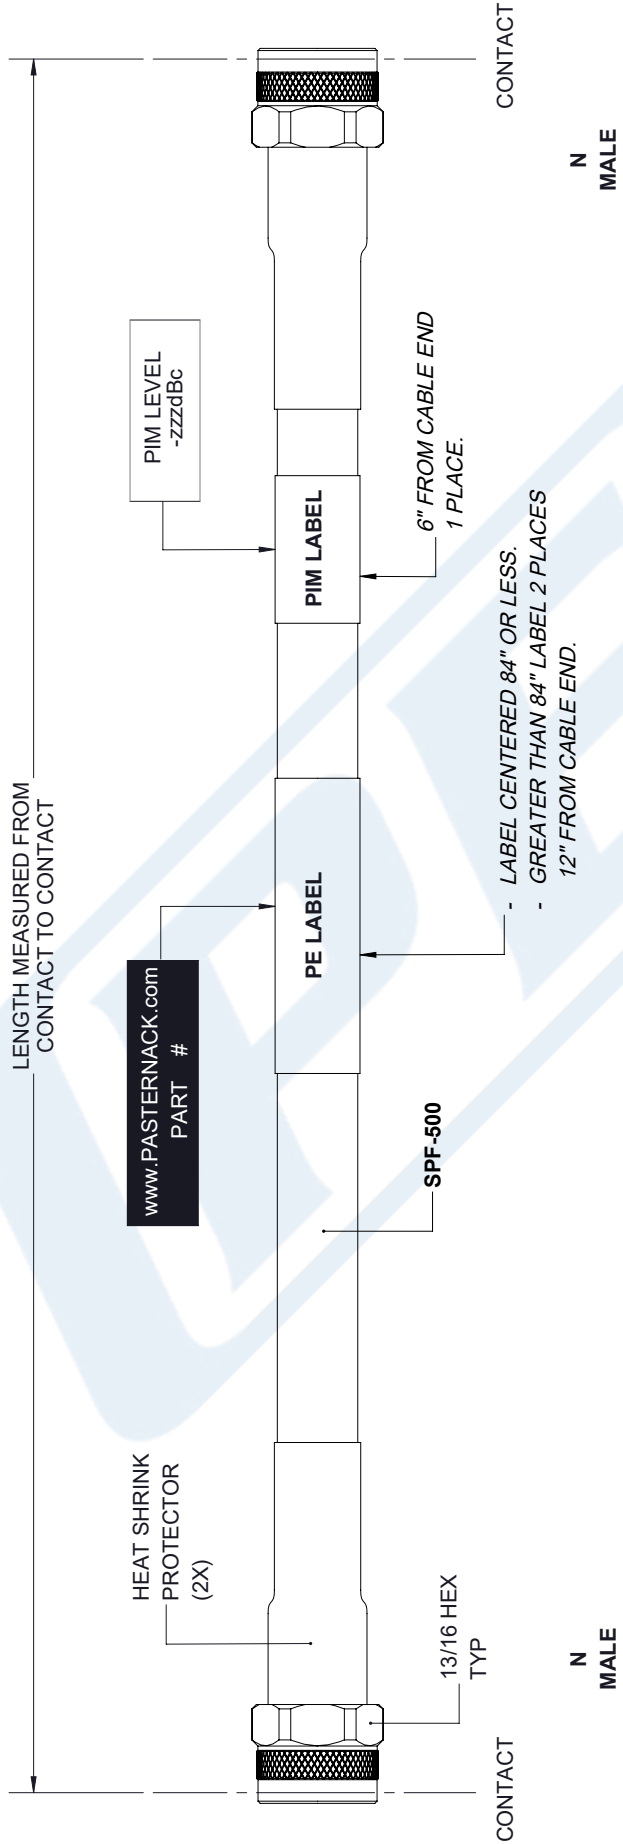 LENGTH MEASURED FROM
CONTACT TO CONTACT
HEAT SHRINK
PROTECTOR
(2X)
www.PASTERNACK.com
PART #
PIM LEVEL
-zzzdBc
PE LABEL
PIM LABEL
13/16 HEX
TYP
SPF-500
- LABEL CENTERED 84" OR LESS.
- GREATER THAN 84" LABEL 2 PLACES
12" FROM CABLE END.
6" FROM CABLE END
1 PLACE.
CONTACT
CONTACT
N
MALE
N
MALE